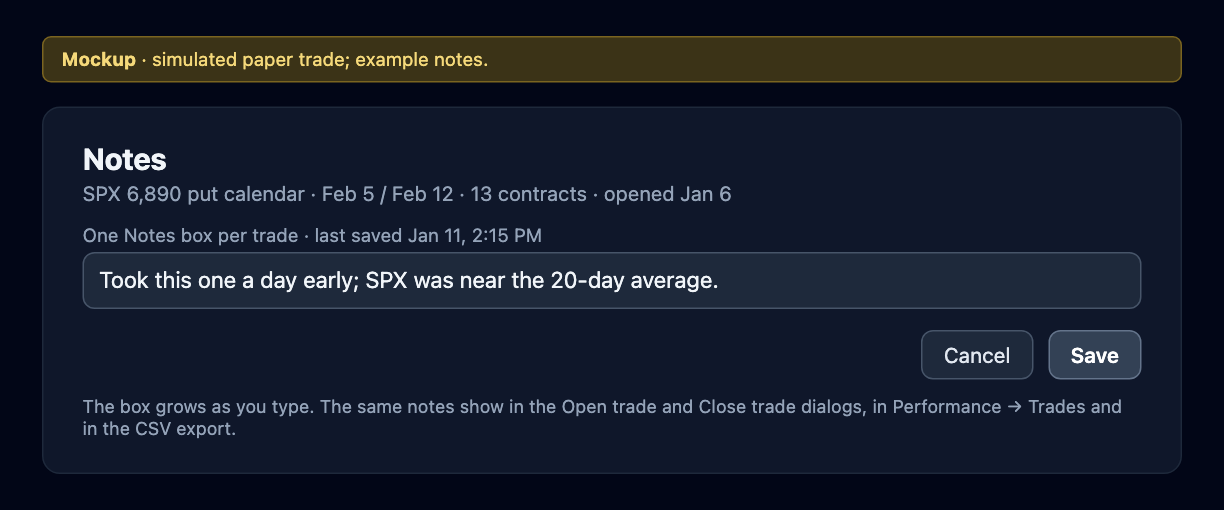 Mockup · simulated paper trade; example notes.
Notes
SPX 6,890 put calendar · Feb 5 / Feb 12 · 13 contracts · opened Jan 6
One Notes box per trade · last saved Jan 11, 2:15 PM
Took this one a day early; SPX was near the 20-day average.
Cancel Save
The box grows as you type. The same notes show in the Open trade and Close trade dialogs, in Performance → Trades and
in the CSV export.